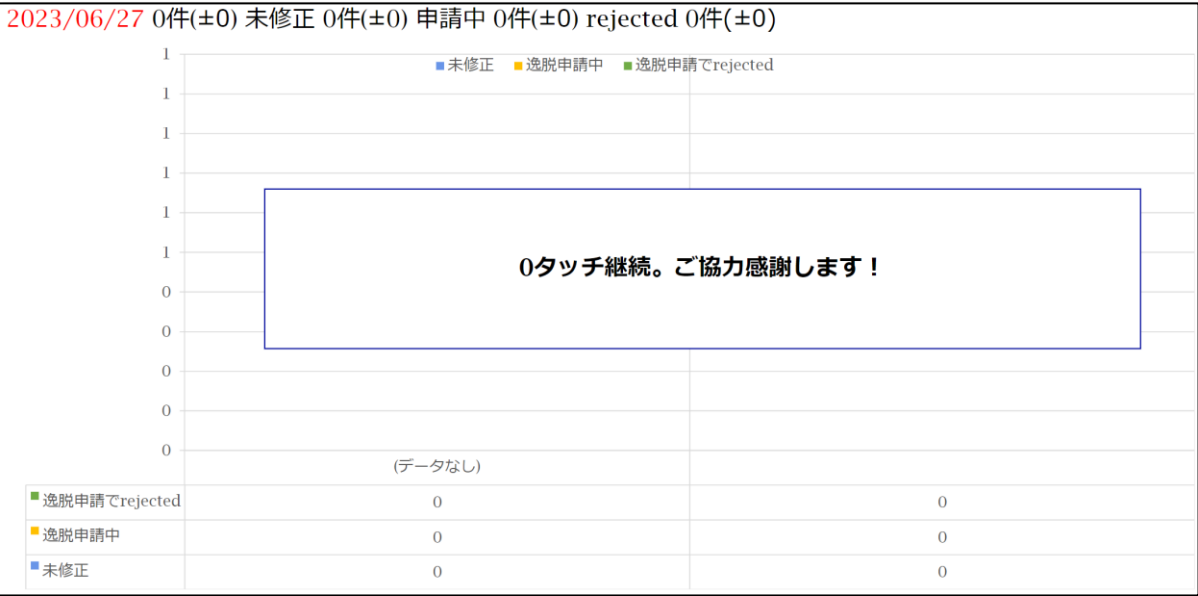 2023/06/27 0件(±0) 未修正 0件(±0) 申請中 0件(±0) rejected 0件(±0)
未修正 逸脱申請中 逸脱申請でrejected
1
1
1
1
1
1
0
0
0
0
0
0タッチ継続。ご協力感謝します！
(データなし)
逸脱申請でrejected 0 0
逸脱申請中 0 0
未修正 0 0